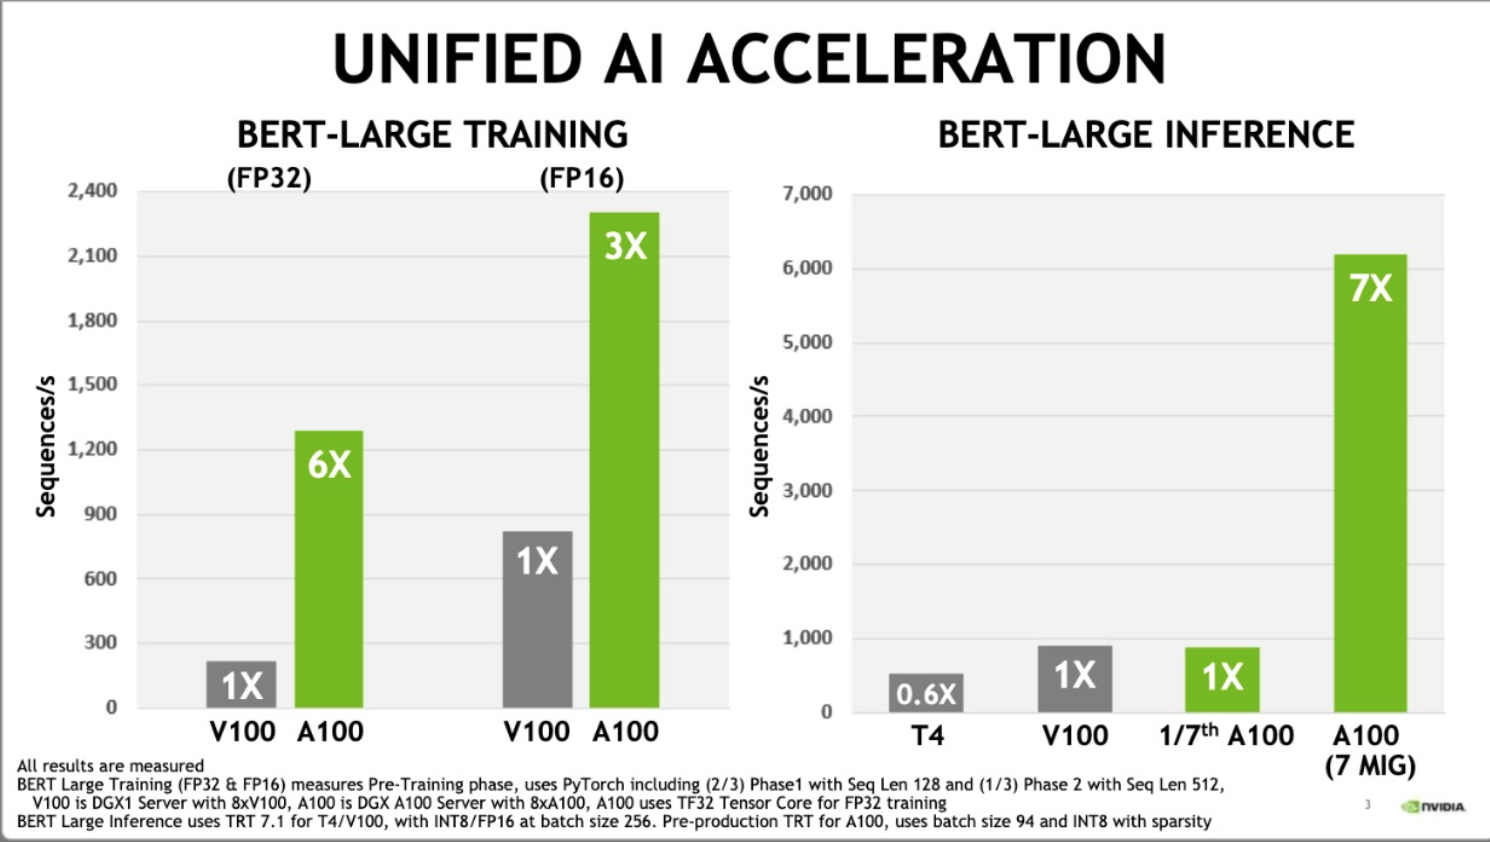 UNIFIED AI ACCELERATION
BERT-LARGE TRAINING
(FP32)
(FP16)
Sequences/s
2,400
2,100
1,800
1,500
1,200
900
600
300
0
1X
6X
1X
3X
V100
A100
V100
A100
BERT-LARGE INFERENCE
Sequences/s
7,000
6,000
5,000
4,000
3,000
2,000
1,000
0
0.6X
1X
1X
7X
T4
V100
1/7th A100
A100
(7 MIG)
All results are measured
BERT Large Training (FP32 & FP16) measures Pre-Training phase, uses PyTorch including (2/3) Phase1 with Seq Len 128 and (1/3) Phase 2 with Seq Len 512,
V100 is DGX1 Server with 8xV100, A100 is DGX A100 Server with 8xA100, A100 uses TF32 Tensor Core for FP32 training
BERT Large Inference uses TRT 7.1 for T4/V100, with INT8/FP16 at batch size 256. Pre-production TRT for A100, uses batch size 94 and INT8 with sparsity
3
NVIDIA